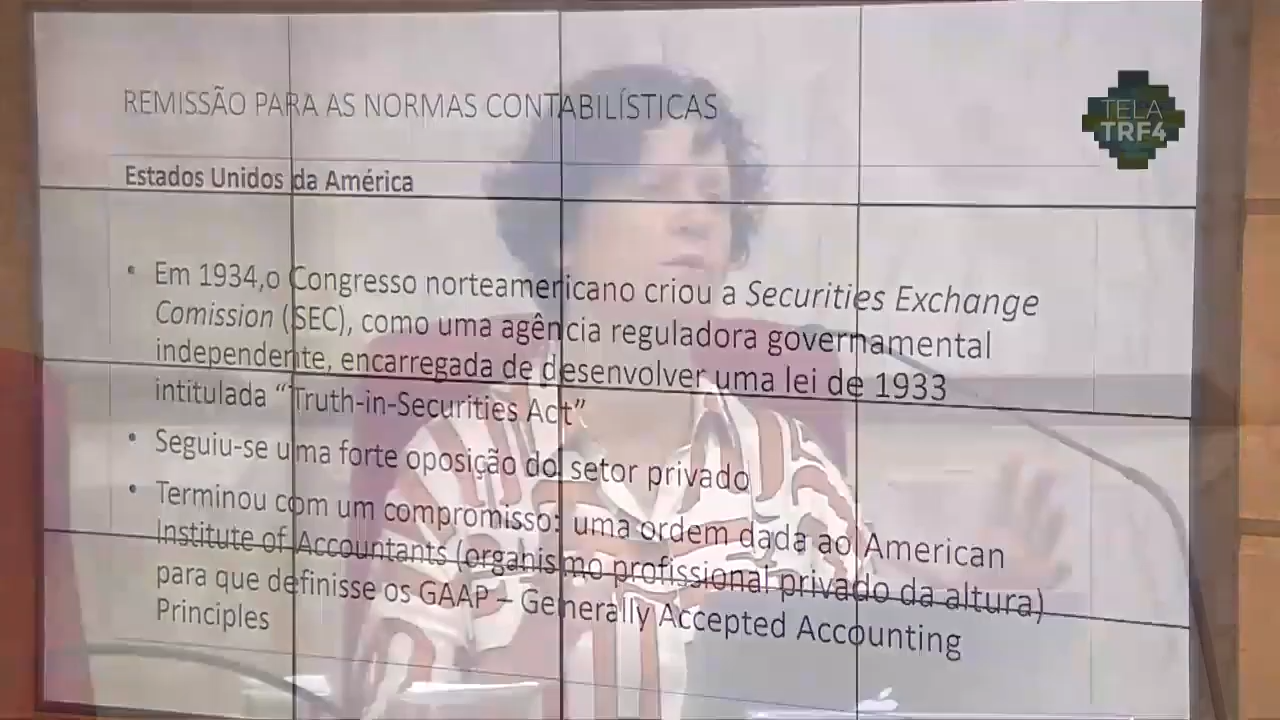 REMISSÃO PARA AS NORMAS CONTABILÍSTICAS
TELA
TRF4
Estados Unidos da América
• Em 1934,o Congresso norteamericano criou a Securities Exchange
Comission (SEC), como uma agência reguladora governamental
independente, encarregada de desenvolver uma lei de 1933
intitulada “Truth-in-Securities Act”
• Seguiu-se uma forte oposição do setor privado
• Terminou com um compromisso: uma ordem dada ao American
Institute of Accountants (organismo profissional privado da altura)
para que definisse os GAAP – Generally Accepted Accounting
Principles